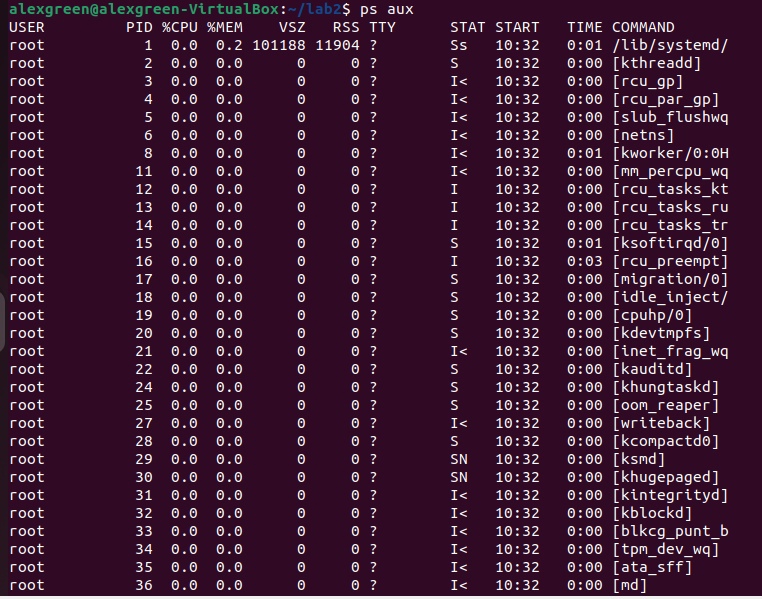 alexgreen@alexgreen-VirtualBox:~/lab2$ ps aux
USER PID %CPU %MEM VSZ RSS TTY STAT START TIME COMMAND
root 1 0.0 0.2 101188 11904 ? Ss 10:32 0:01 /lib/systemd/
root 2 0.0 0.0 0 0 ? S 10:32 0:00 [kthreadd]
root 3 0.0 0.0 0 0 ? I< 10:32 0:00 [rcu_gp]
root 4 0.0 0.0 0 0 ? I< 10:32 0:00 [rcu_par_gp]
root 5 0.0 0.0 0 0 ? I< 10:32 0:00 [slub_flushwq
root 6 0.0 0.0 0 0 ? I< 10:32 0:00 [netns]
root 8 0.0 0.0 0 0 ? I< 10:32 0:01 [kworker/0:0H
root 11 0.0 0.0 0 0 ? I< 10:32 0:00 [mm_percpu_wq
root 12 0.0 0.0 0 0 ? I 10:32 0:00 [rcu_tasks_kt
root 13 0.0 0.0 0 0 ? I 10:32 0:00 [rcu_tasks_ru
root 14 0.0 0.0 0 0 ? I 10:32 0:00 [rcu_tasks_tr
root 15 0.0 0.0 0 0 ? S 10:32 0:01 [ksoftirqd/0]
root 16 0.0 0.0 0 0 ? I 10:32 0:03 [rcu_preempt]
root 17 0.0 0.0 0 0 ? S 10:32 0:00 [migration/0]
root 18 0.0 0.0 0 0 ? S 10:32 0:00 [idle_inject/
root 19 0.0 0.0 0 0 ? S 10:32 0:00 [cpuhp/0]
root 20 0.0 0.0 0 0 ? S 10:32 0:00 [kdevtmpfs]
root 21 0.0 0.0 0 0 ? I< 10:32 0:00 [inet_frag_wq
root 22 0.0 0.0 0 0 ? S 10:32 0:00 [kauditd]
root 24 0.0 0.0 0 0 ? S 10:32 0:00 [khungtaskd]
root 25 0.0 0.0 0 0 ? S 10:32 0:00 [oom_reaper]
root 27 0.0 0.0 0 0 ? I< 10:32 0:00 [writeback]
root 28 0.0 0.0 0 0 ? S 10:32 0:00 [kcompactd0]
root 29 0.0 0.0 0 0 ? SN 10:32 0:00 [ksmd]
root 30 0.0 0.0 0 0 ? SN 10:32 0:00 [khugepaged]
root 31 0.0 0.0 0 0 ? I< 10:32 0:00 [kintegrityd]
root 32 0.0 0.0 0 0 ? I< 10:32 0:00 [kblockd]
root 33 0.0 0.0 0 0 ? I< 10:32 0:00 [blkcg_punt_b
root 34 0.0 0.0 0 0 ? I< 10:32 0:00 [tpm_dev_wq]
root 35 0.0 0.0 0 0 ? I< 10:32 0:00 [ata_sff]
root 36 0.0 0.0 0 0 ? I< 10:32 0:00 [md]